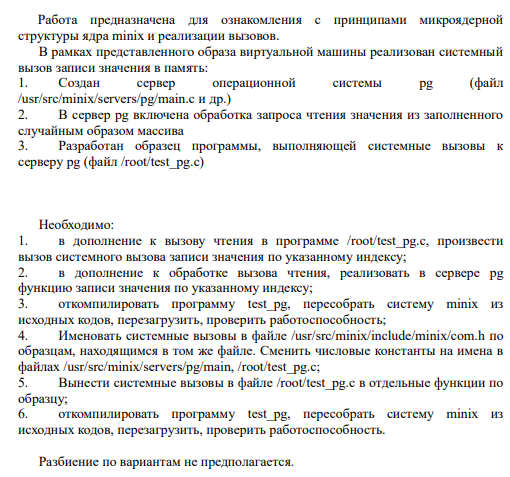 Работа предназначена для ознакомления с принципами микроядерной
структуры ядра minix и реализации вызовов.
В рамках представленного образа виртуальной машины реализован системный
вызов записи значения в память:
1. Создан сервер операционной системы pg (файл
/usr/src/minix/servers/pg/main.c и др.)
2. В сервер pg включена обработка запроса чтения значения из заполненного
случайным образом массива
3. Разработан образец программы, выполняющей системные вызовы к
серверу pg (файл /root/test_pg.c)
Необходимо:
1. в дополнение к вызову чтения в программе /root/test_pg.c, произвести
вызов системного вызова записи значения по указанному индексу;
2. в дополнение к обработке вызова чтения, реализовать в сервере pg
функцию записи значения по указанному индексу;
3. откомпилировать программу test_pg, пересобрать систему minix из
исходных кодов, перезагрузить, проверить работоспособность;
4. Именовать системные вызовы в файле /usr/src/minix/include/minix/com.h по
образцам, находящимся в том же файле. Сменить числовые константы на имена в
файлах /usr/src/minix/servers/pg/main, /root/test_pg.c;
5. Вынести системные вызовы в файле /root/test_pg.c в отдельные функции по
образцу;
6. откомпилировать программу test_pg, пересобрать систему minix из
исходных кодов, перезагрузить, проверить работоспособность.
Разбиение по вариантам не предполагается.